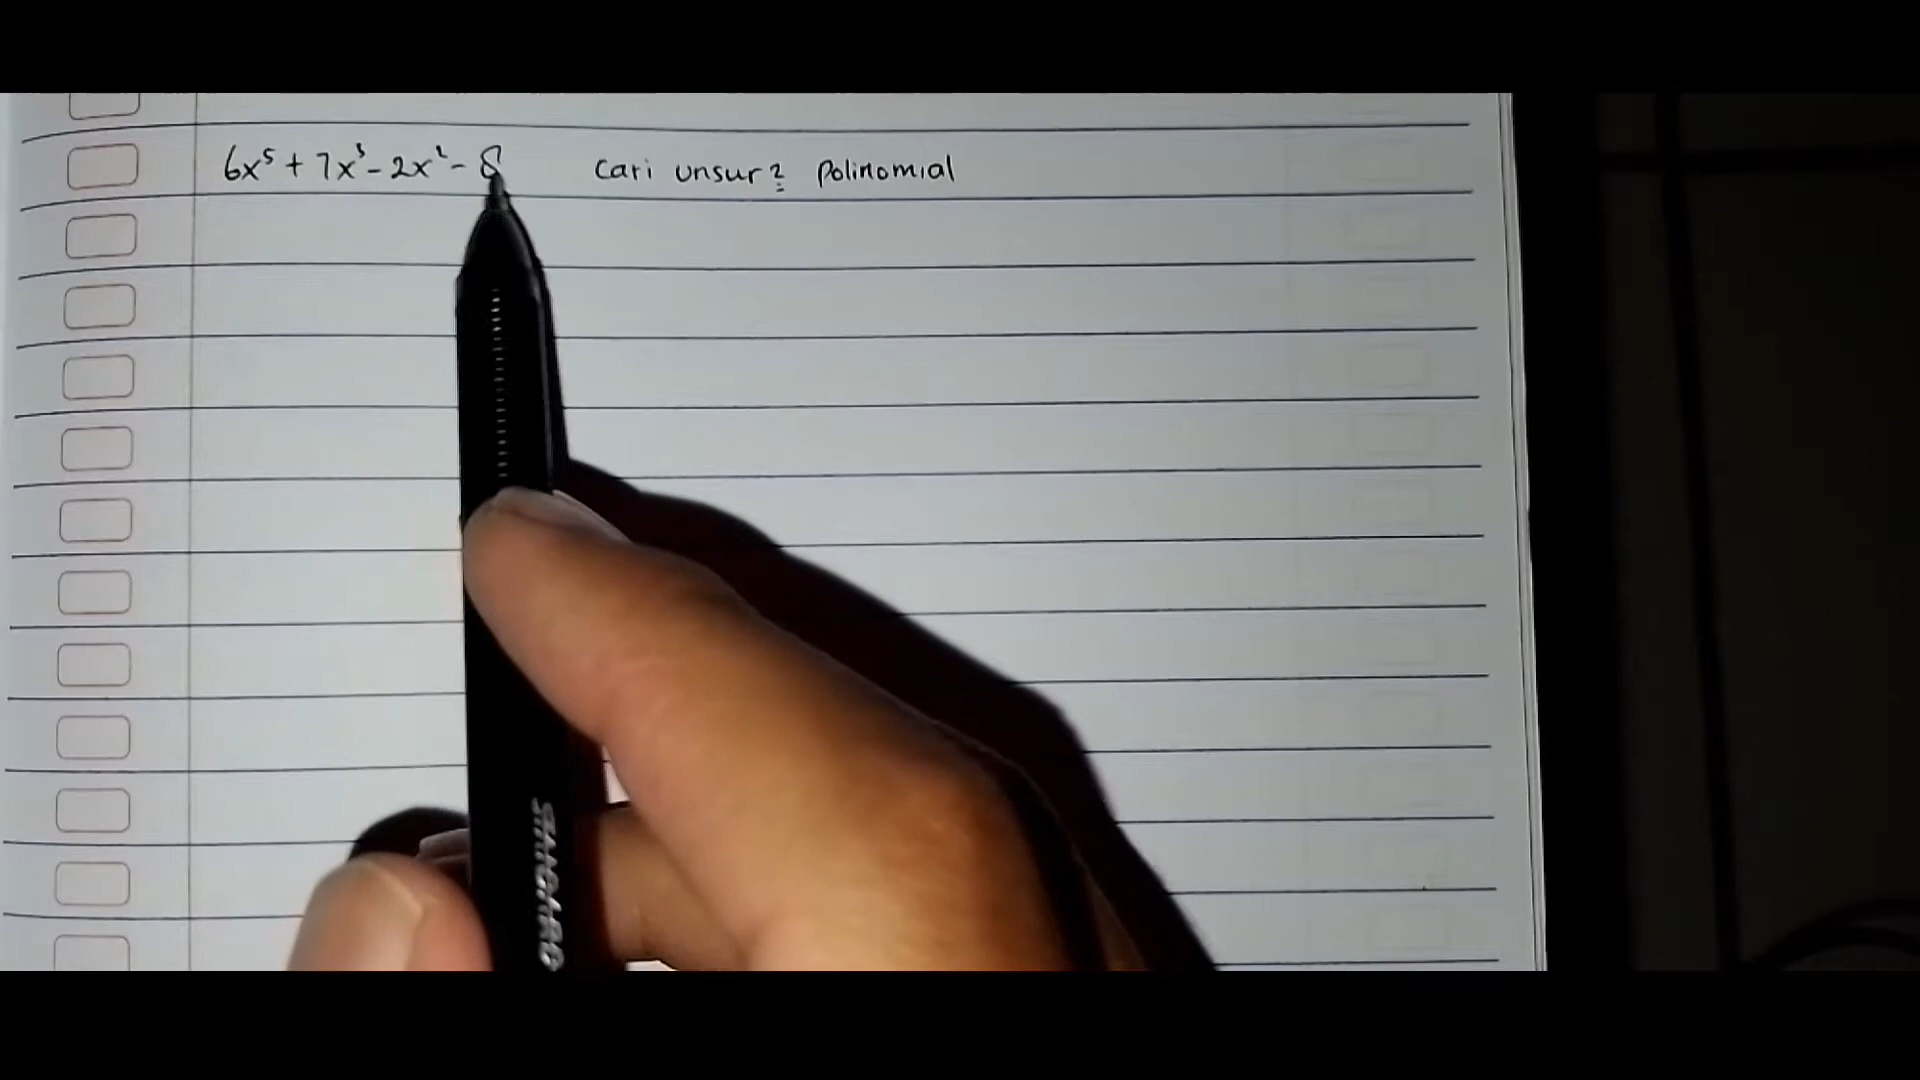 6x⁵ + 7x³ - 2x² - 8 Cari unsur2 Polinomial